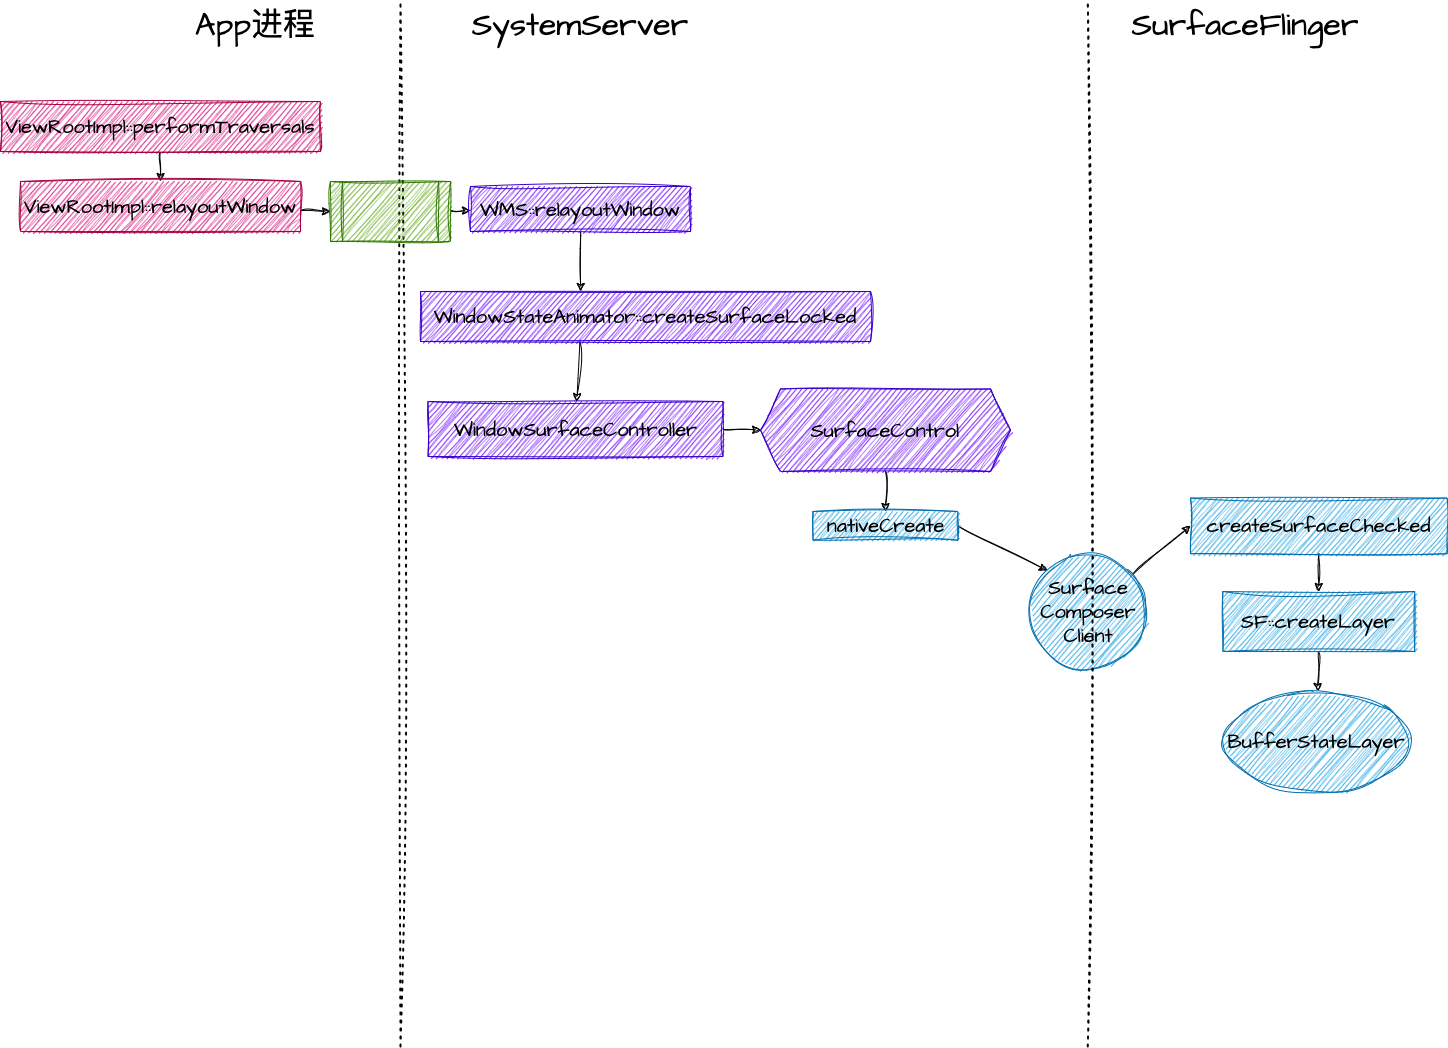 App进程
SystemServer
SurfaceFlinger
ViewRootImpl::performTraversals
ViewRootImpl::relayoutWindow
WMS::relayoutWindow
WindowStateAnimator::createSurfaceLocked
WindowSurfaceController
SurfaceControl
nativeCreate
Surface
Composer
Client
createSurfaceChecked
SF::createLayer
BufferStateLayer